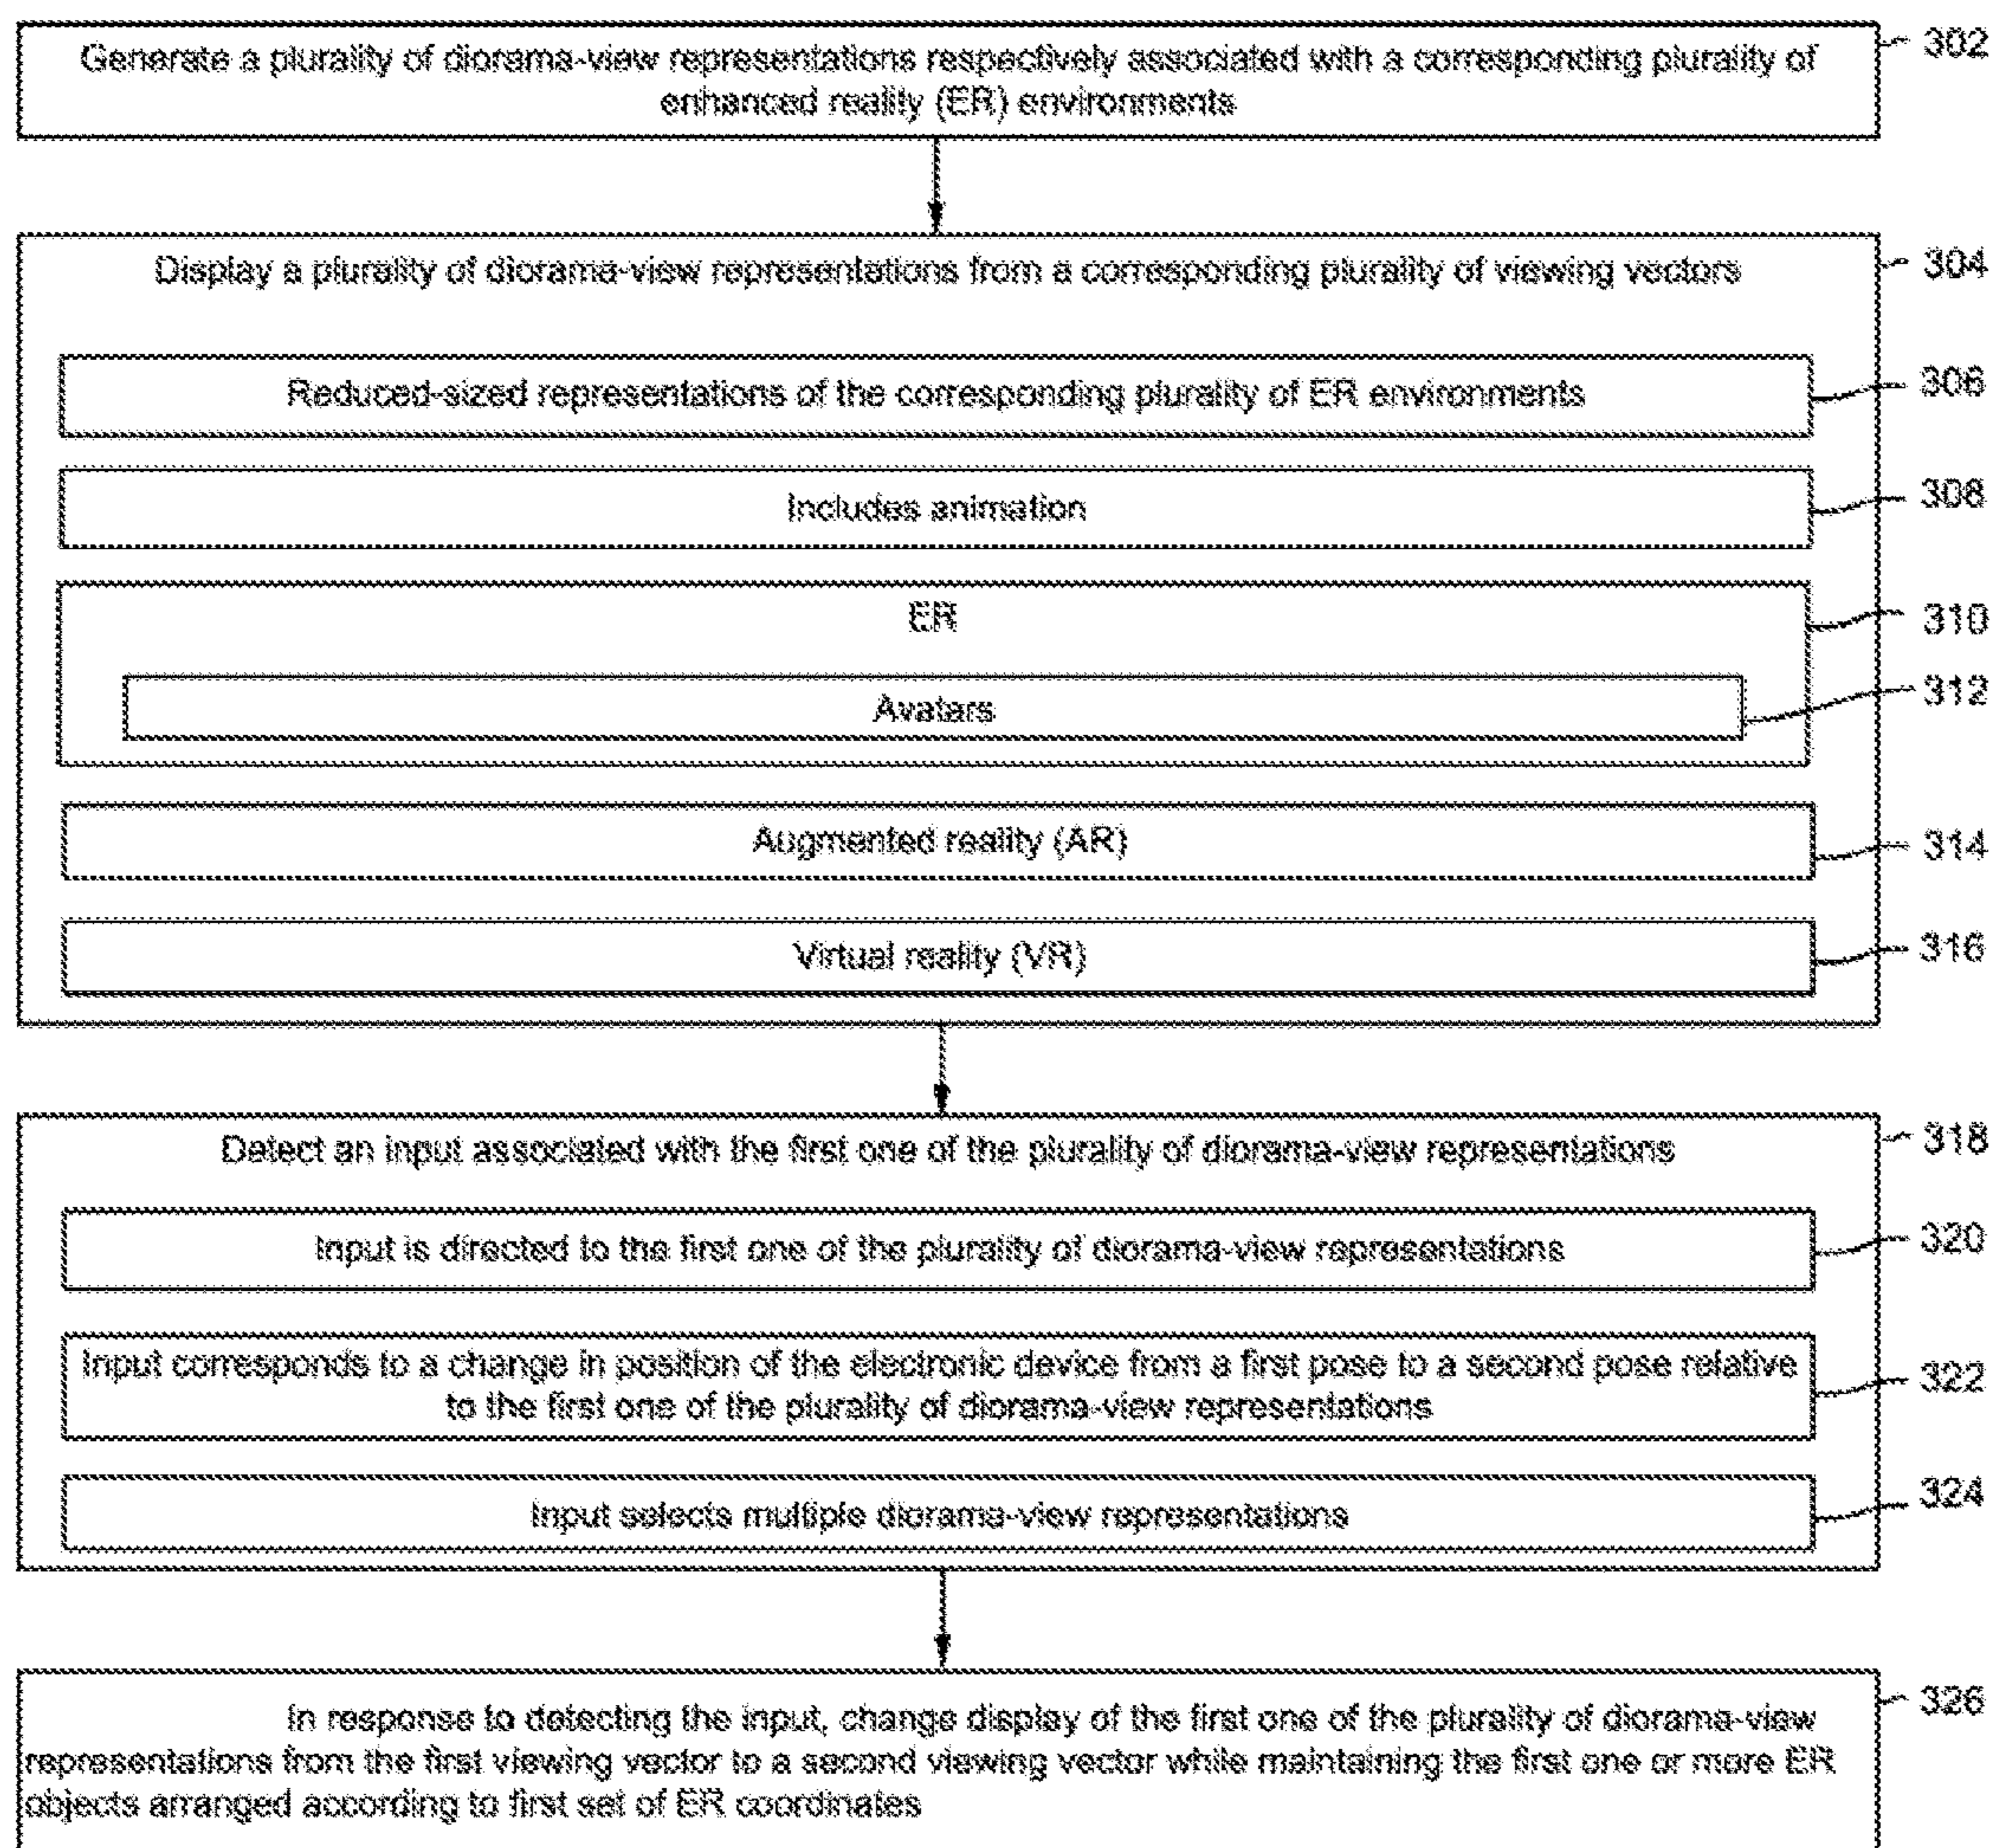 Generate a plurality of diorama-view representations respectively associated with a corresponding plurality of
enhanced reality (ER) environments
302
Display a plurality of diorama-view representations from a corresponding plurality of viewing vectors
304
Reduced-sized representations of the corresponding plurality of ER environments
306
Includes animation
308
ER
310
Avatars
312
Augmented reality (AR)
314
Virtual reality (VR)
316
Detect an input associated with the first one of the plurality of diorama-view representations
318
Input is directed to the first one of the plurality of diorama-view representations
320
Input corresponds to a change in position of the electronic device from a first pose to a second pose relative
to the first one of the plurality of diorama-view representations
322
Input selects multiple diorama-view representations
324
In response to detecting the input, change display of the first one of the plurality of diorama-view
representations from the first viewing vector to a second viewing vector while maintaining the first one or more ER
objects arranged according to first set of ER coordinates
326